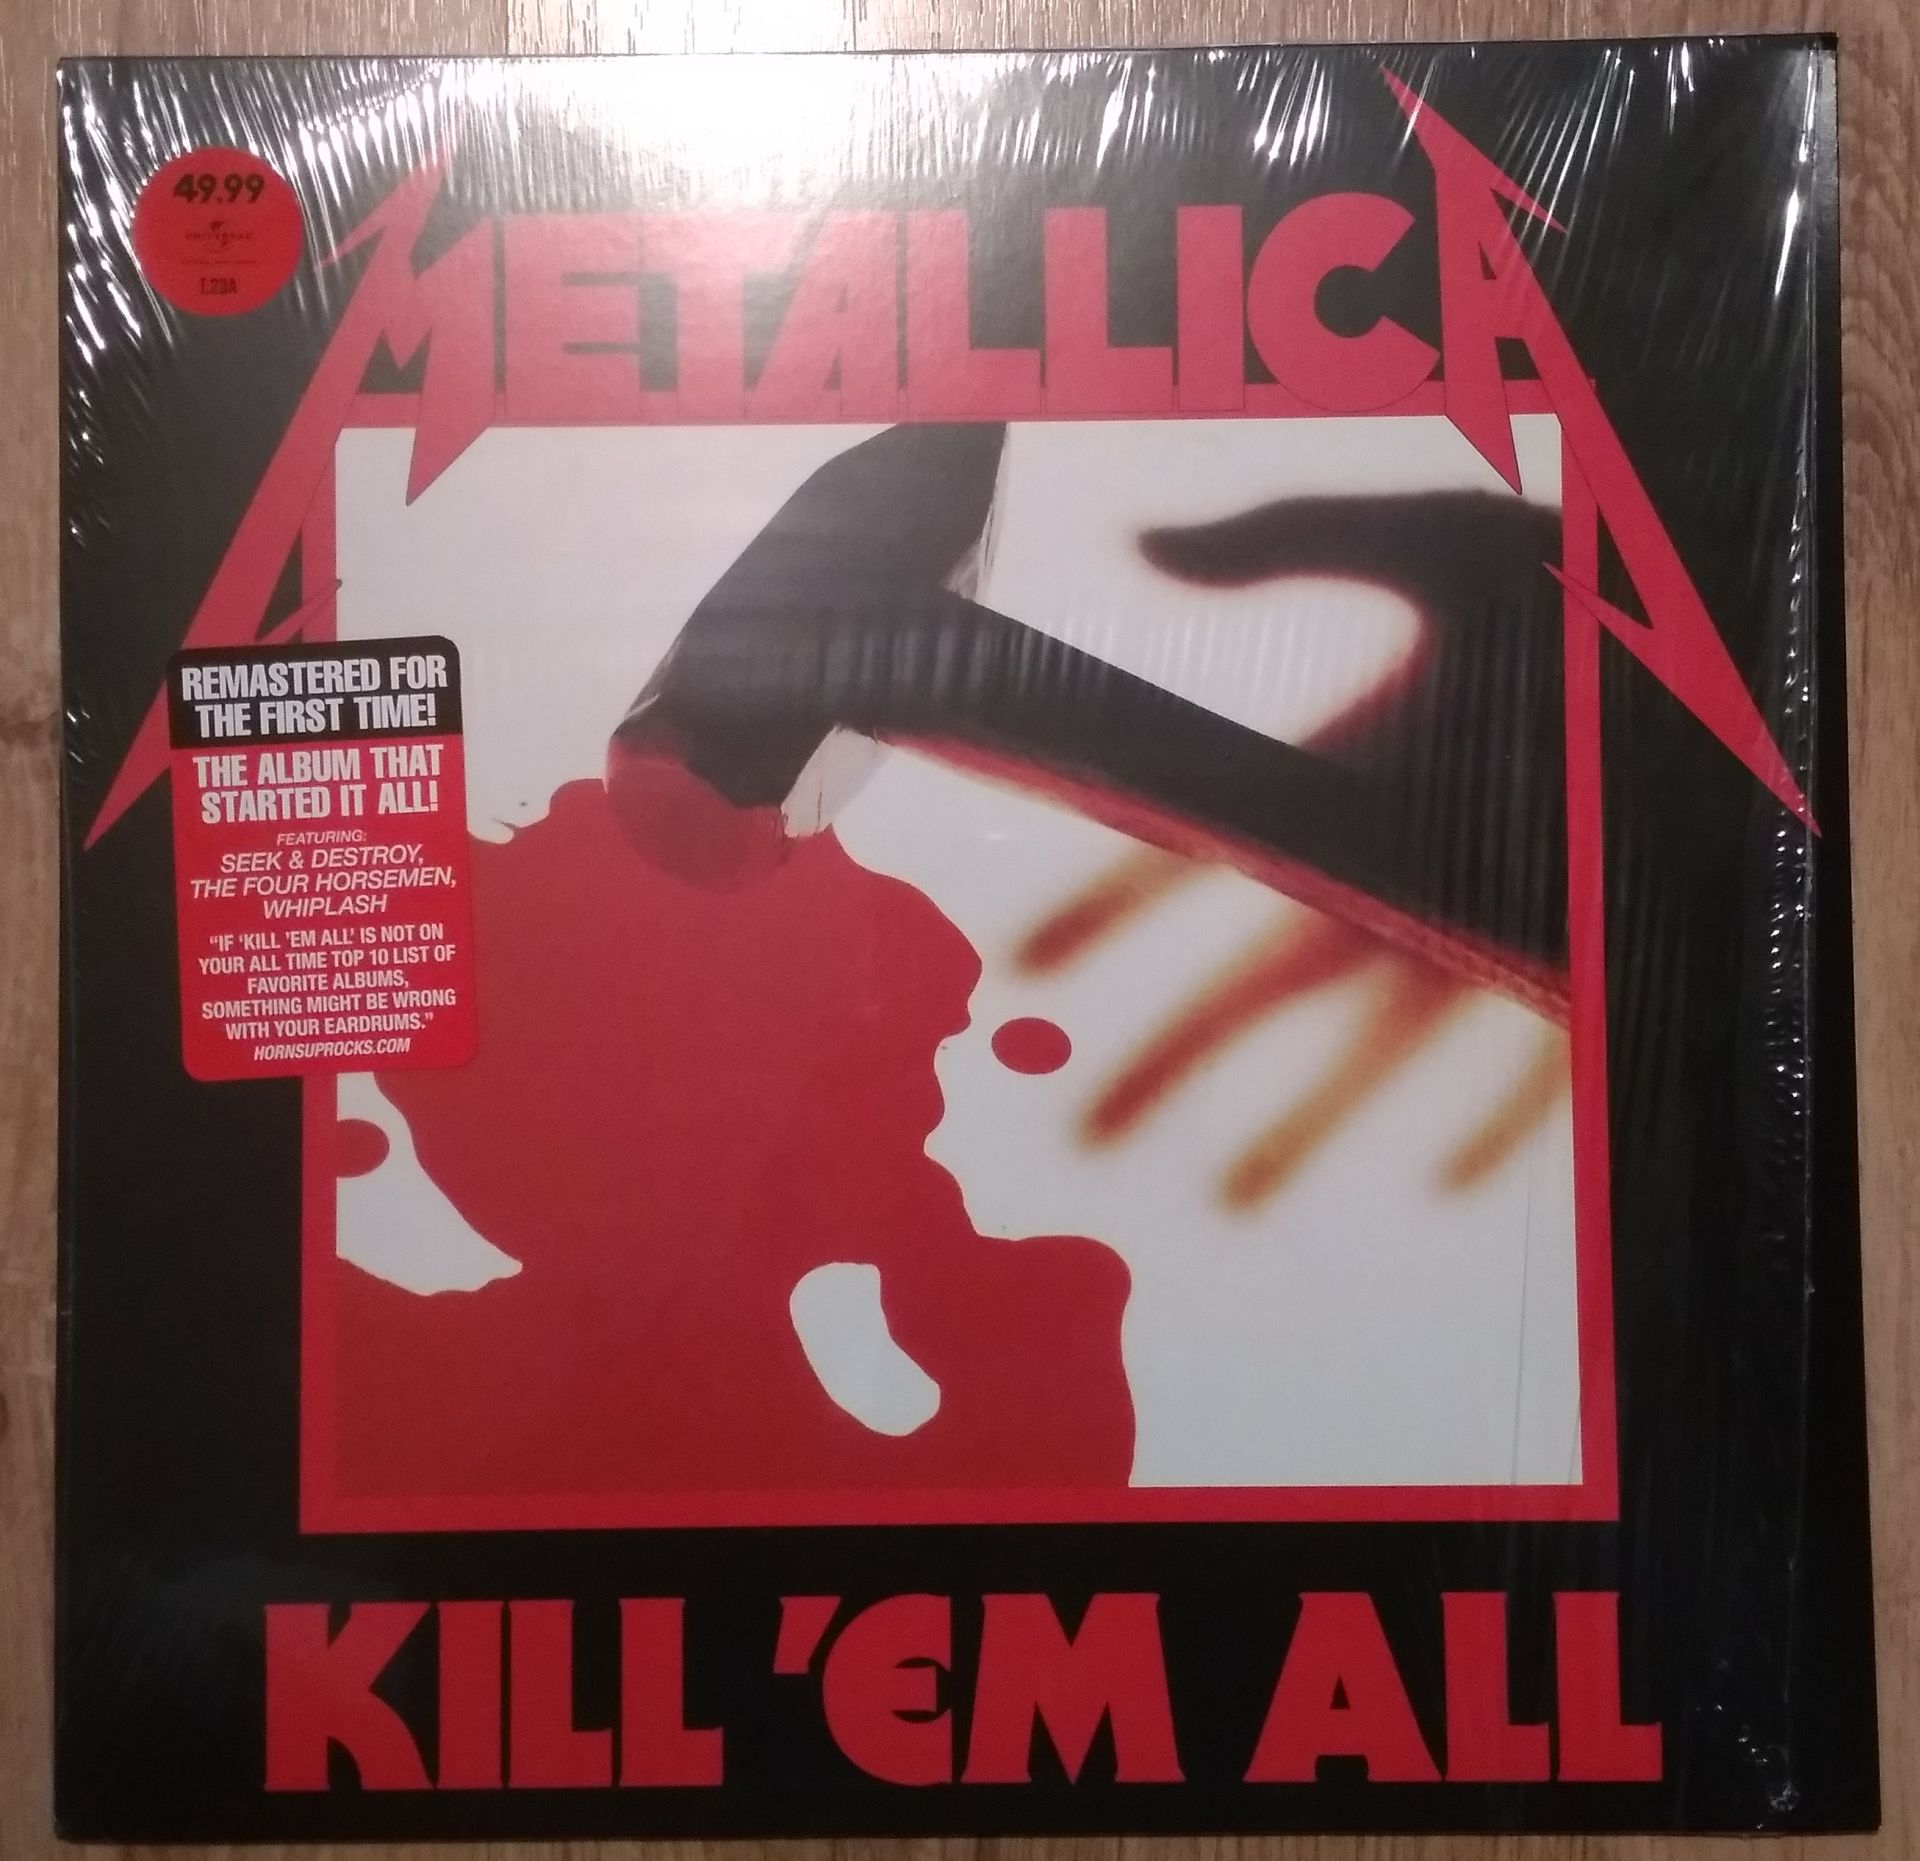 49.99
UNIVERSAL
T.23A
METALLICA
REMASTERED FOR
THE FIRST TIME!
THE ALBUM THAT
STARTED IT ALL!
FEATURING:
SEEK & DESTROY,
THE FOUR HORSEMEN,
WHIPLASH
"IF 'KILL 'EM ALL' IS NOT ON
YOUR ALL TIME TOP 10 LIST OF
FAVORITE ALBUMS,
SOMETHING MIGHT BE WRONG
WITH YOUR EARDRUMS."
HORNSUPROCKS.COM
KILL 'EM ALL